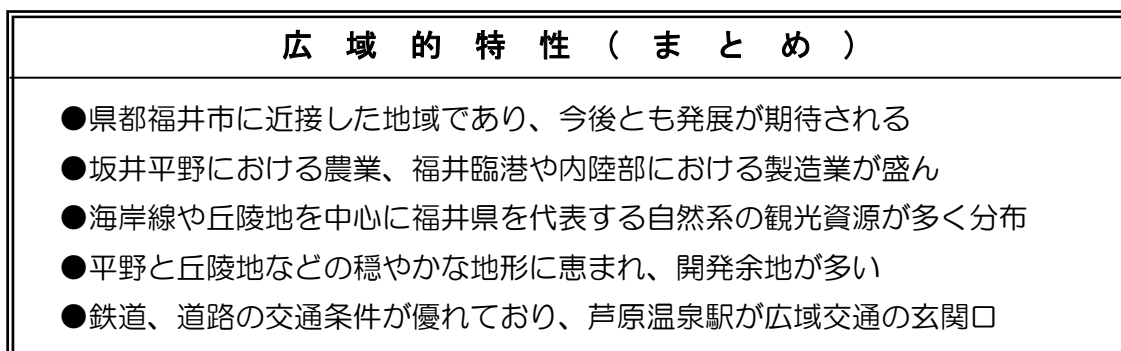 広域的特性（まとめ）
●県都福井市に近接した地域であり、今後とも発展が期待される
●坂井平野における農業、福井臨港や内陸部における製造業が盛ん
●海岸線や丘陵地を中心に福井県を代表する自然系の観光資源が多く分布
●平野と丘陵地などの穏やかな地形に恵まれ、開発余地が多い
●鉄道、道路の交通条件が優れており、芦原温泉駅が広域交通の玄関口